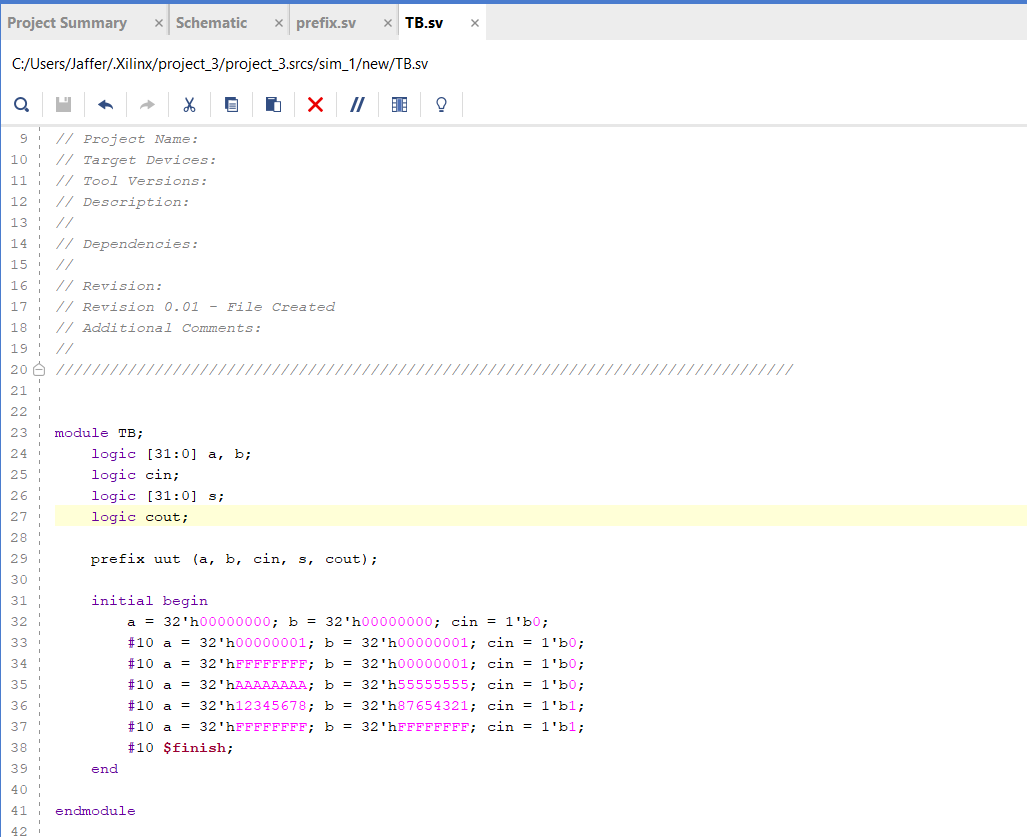 Project Summary × Schematic × prefix.sv × TB.sv ×
C:/Users/Jaffer/.Xilinx/project_3/project_3.srcs/sim_1/new/TB.sv
9 // Project Name:
10 // Target Devices:
11 // Tool Versions:
12 // Description:
13 //
14 // Dependencies:
15 //
16 // Revision:
17 // Revision 0.01 - File Created
18 // Additional Comments:
19 //
20 //////////////////////////////////////////////////////////////////////////////////
21
22
23 module TB;
24 logic [31:0] a, b;
25 logic cin;
26 logic [31:0] s;
27 logic cout;
28
29 prefix uut (a, b, cin, s, cout);
30
31 initial begin
32 a = 32'h00000000; b = 32'h00000000; cin = 1'b0;
33 #10 a = 32'h00000001; b = 32'h00000001; cin = 1'b0;
34 #10 a = 32'hFFFFFFFF; b = 32'h00000001; cin = 1'b0;
35 #10 a = 32'hAAAAAAAA; b = 32'h55555555; cin = 1'b0;
36 #10 a = 32'h12345678; b = 32'h87654321; cin = 1'b1;
37 #10 a = 32'hFFFFFFFF; b = 32'hFFFFFFFF; cin = 1'b1;
38 #10 $finish;
39 end
40
41 endmodule
42